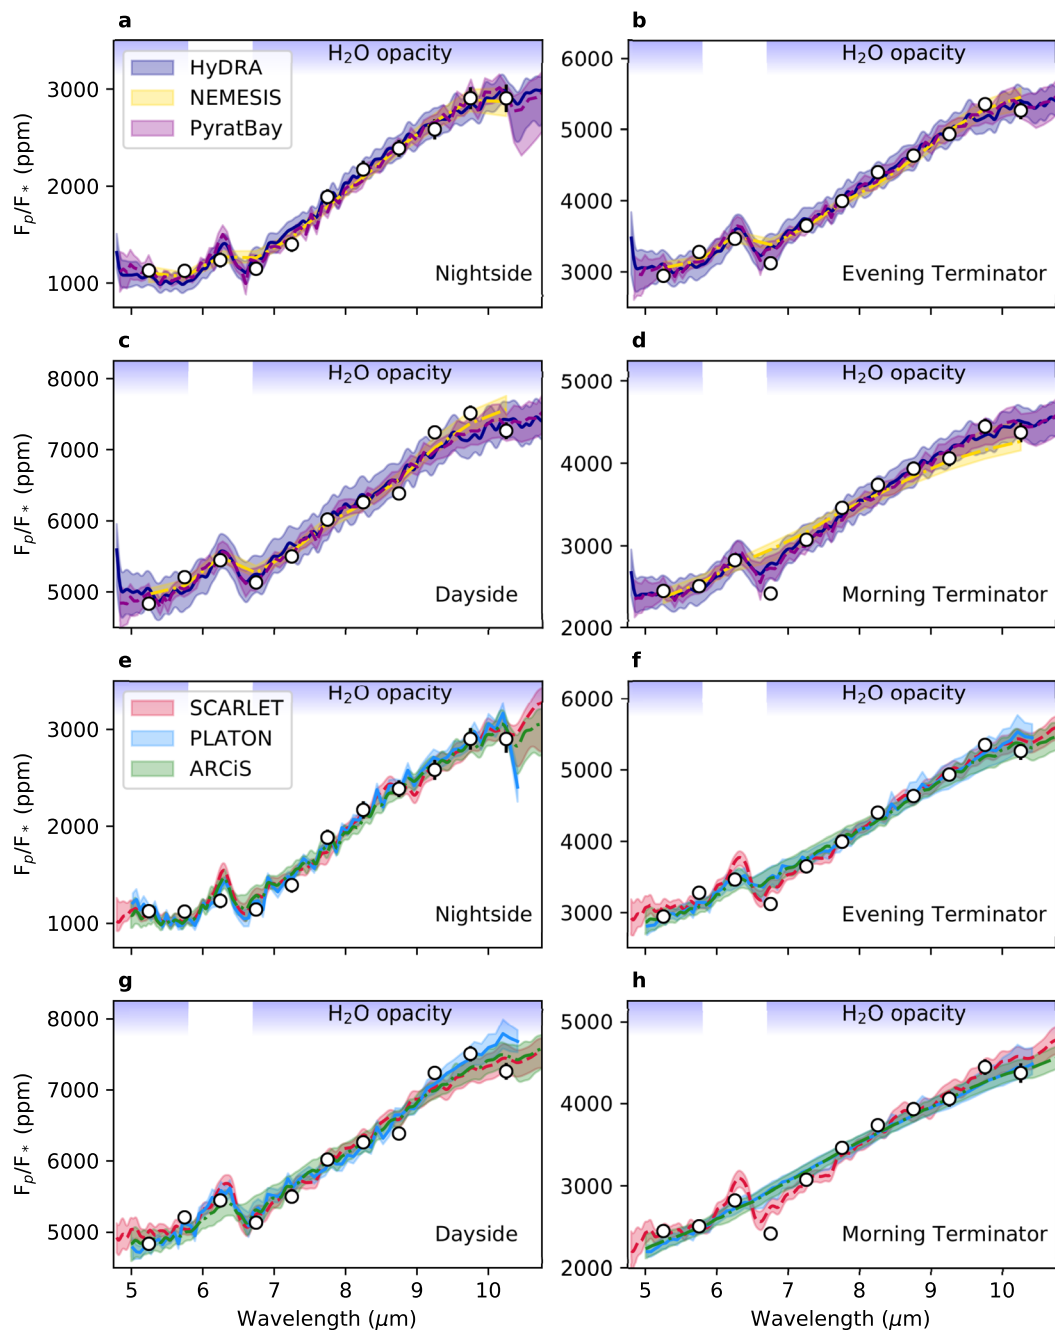 a
b
H₂O opacity
H₂O opacity
HyDRA
NEMESIS
PyratBay
3000
2000
1000
Fₚ/F* (ppm)
Nightside
6000
5000
4000
3000
Evening Terminator
c
d
H₂O opacity
H₂O opacity
8000
7000
6000
5000
Fₚ/F* (ppm)
Dayside
5000
4000
3000
2000
Morning Terminator
e
f
H₂O opacity
H₂O opacity
SCARLET
PLATON
ARCiS
3000
2000
1000
Fₚ/F* (ppm)
Nightside
6000
5000
4000
3000
Evening Terminator
g
h
H₂O opacity
H₂O opacity
8000
7000
6000
5000
Fₚ/F* (ppm)
Dayside
5000
4000
3000
2000
Morning Terminator
5 6 7 8 9 10
5 6 7 8 9 10
Wavelength (μm)
Wavelength (μm)